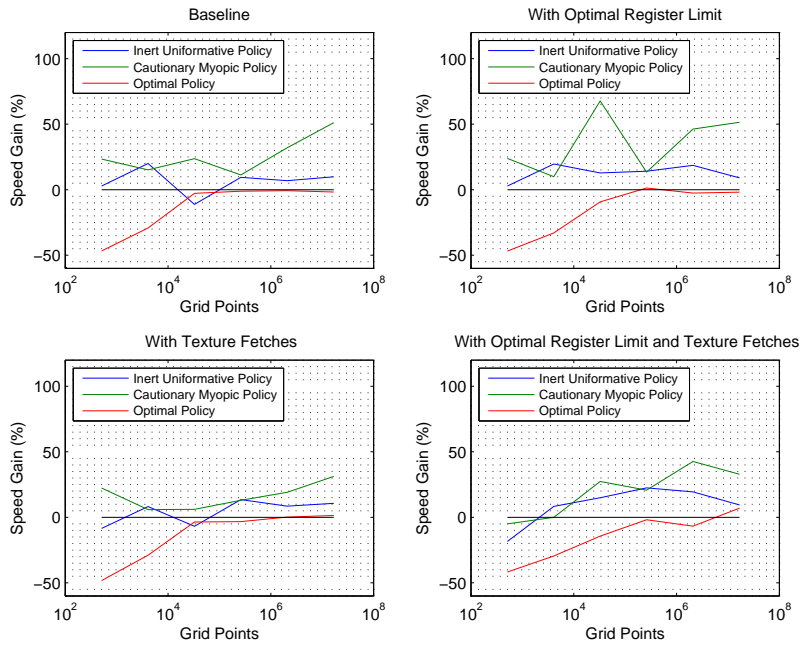 Baseline
Inert Uniformative Policy
Cautionary Myopic Policy
Optimal Policy
Speed Gain (%)
100
50
0
−50
10^2
10^4
10^6
10^8
Grid Points
With Optimal Register Limit
Inert Uniformative Policy
Cautionary Myopic Policy
Optimal Policy
Speed Gain (%)
100
50
0
−50
10^2
10^4
10^6
10^8
Grid Points
With Texture Fetches
Inert Uniformative Policy
Cautionary Myopic Policy
Optimal Policy
Speed Gain (%)
100
50
0
−50
10^2
10^4
10^6
10^8
Grid Points
With Optimal Register Limit and Texture Fetches
Inert Uniformative Policy
Cautionary Myopic Policy
Optimal Policy
Speed Gain (%)
100
50
0
−50
10^2
10^4
10^6
10^8
Grid Points